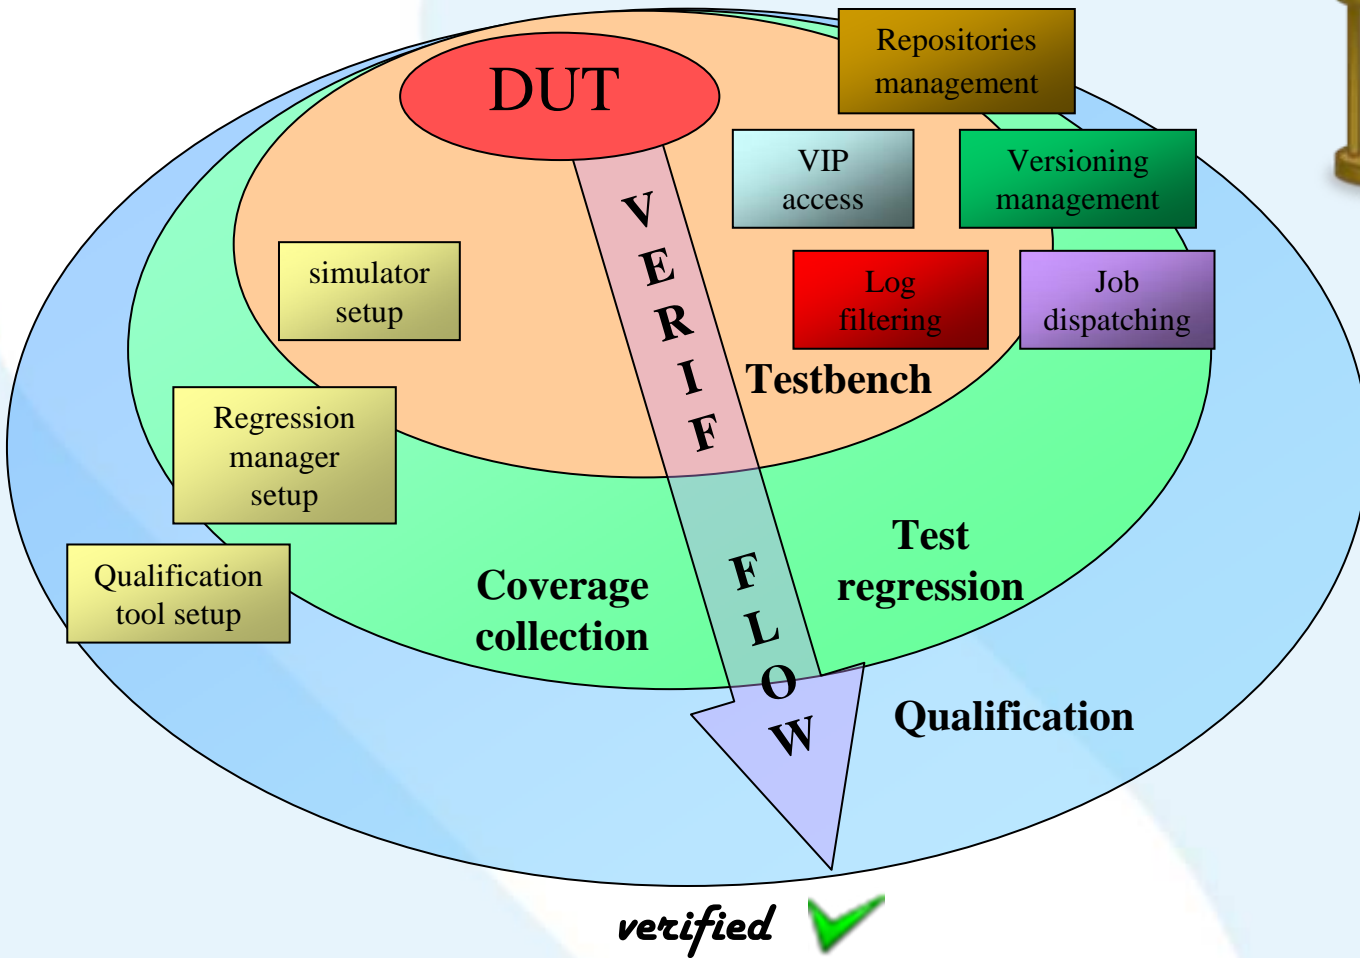 DUT
Repositories
management
VIP
access
Versioning
management
simulator
setup
Log
filtering
Job
dispatching
Testbench
VERIF FLOW
Regression
manager
setup
Test
regression
Qualification
tool setup
Coverage
collection
Qualification
verified